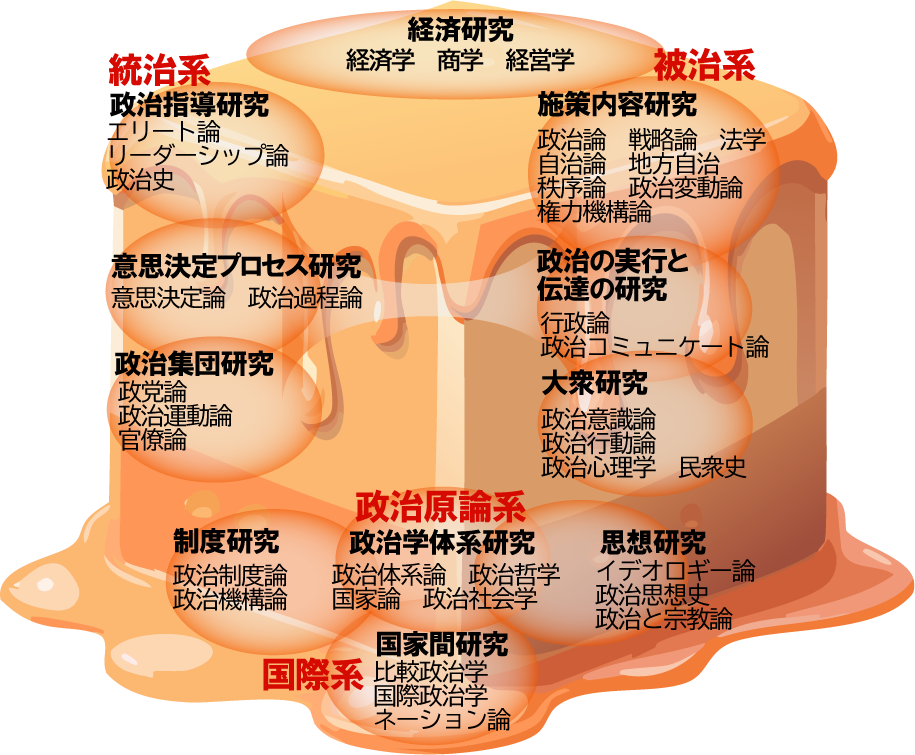 経済研究
経済学　商学　経営学
統治系
政治指導研究
エリート論
リーダーシップ論
政治史
意思決定プロセス研究
意思決定論　政治過程論
政治集団研究
政党論
政治運動論
官僚論
被治系
施策内容研究
政治論　戦略論　法学
自治論　地方自治
秩序論　政治変動論
権力機構論
政治の実行と
伝達の研究
行政論
政治コミュニケート論
大衆研究
政治意識論
政治行動論
政治心理学　民衆史
政治原論系
制度研究
政治制度論
政治機構論
政治学体系研究
政治体系論　政治哲学
国家論　政治社会学
思想研究
イデオロギー論
政治思想史
政治と宗教論
国際系
国家間研究
比較政治学
国際政治学
ネーション論